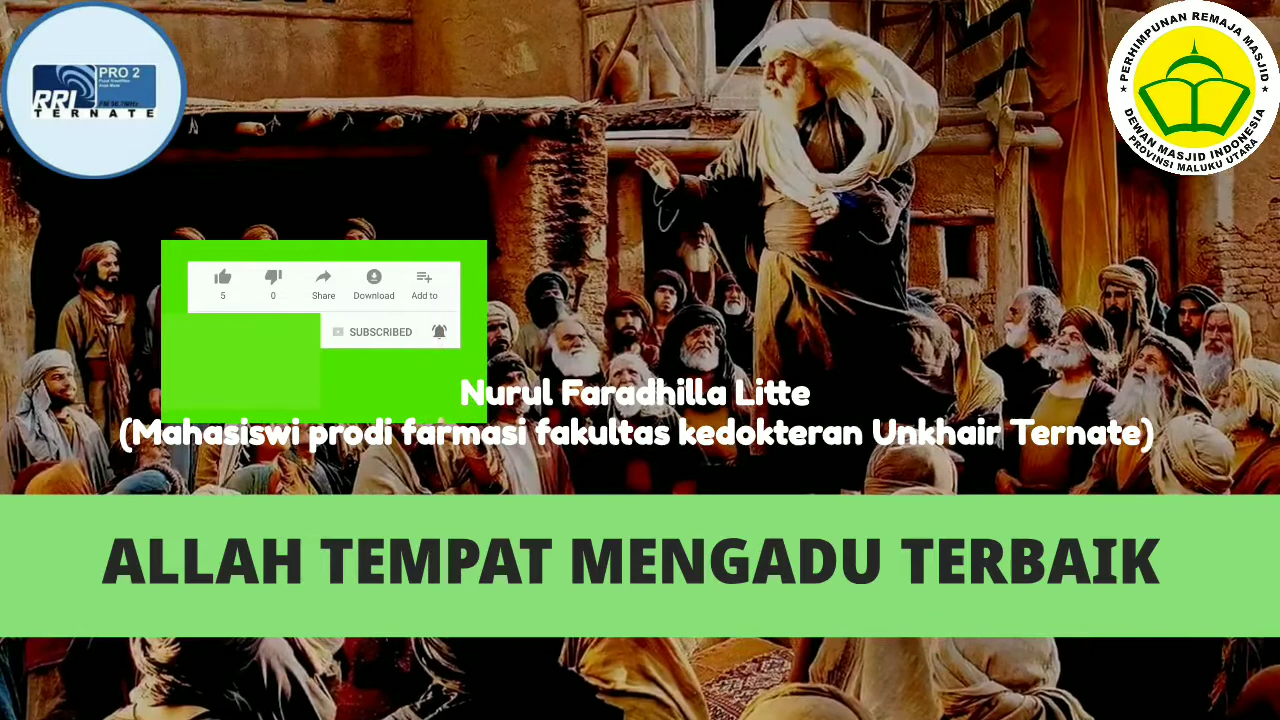 PRO 2
RRI
TERNATE
PERHIMPUNAN REMAJA MASJID
DEWAN MASJID INDONESIA
PROVINSI MALUKU UTARA
5
0
Share
Download
Add to
SUBSCRIBED
Nurul Faradhilla Litte
(Mahasiswi prodi farmasi fakultas kedokteran Unkhair Ternate)
ALLAH TEMPAT MENGADU TERBAIK